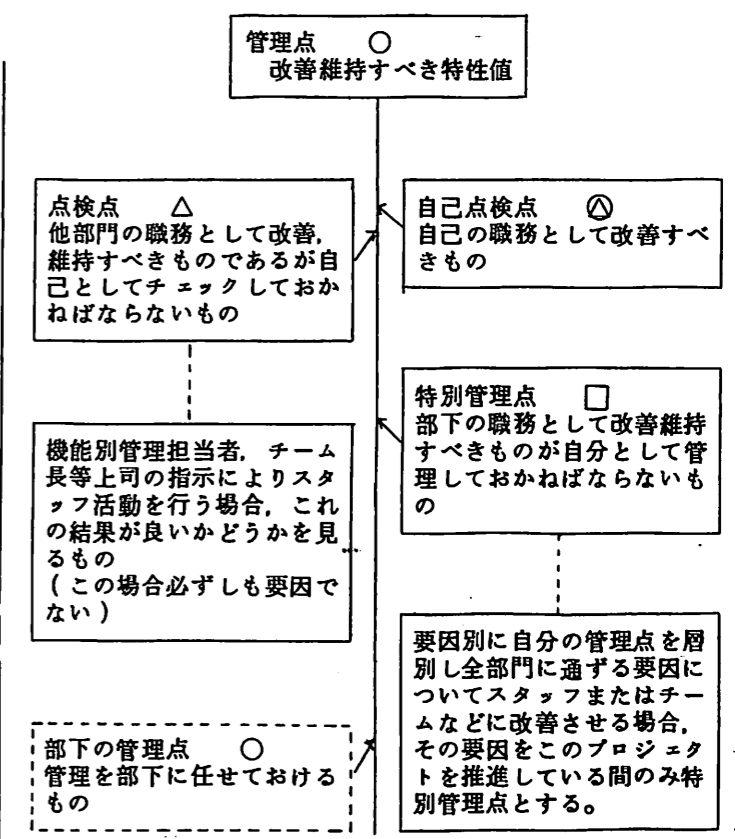 管理点 ○
改善維持すべき特性値
点検点 △
他部門の職務として改善,
維持すべきものであるが自
己としてチェックしておか
ねばならないもの
自己点検点
自己の職務として改善すべ
きもの
特別管理点 □
部下の職務として改善維持
すべきものが自分として管
理しておかねばならないも
の
機能別管理担当者, チーム
長等上司の指示によりスタ
ッフ活動を行う場合, これ
の結果が良いかどうかを見
るもの
(この場合必ずしも要因で
ない)
要因別に自分の管理点を層
別し全部門に通ずる要因に
ついてスタッフまたはチー
ムなどに改善させる場合,
その要因をこのプロジェク
トを推進している間のみ特
別管理点とする。
部下の管理点 ○
管理を部下に任せておける
もの